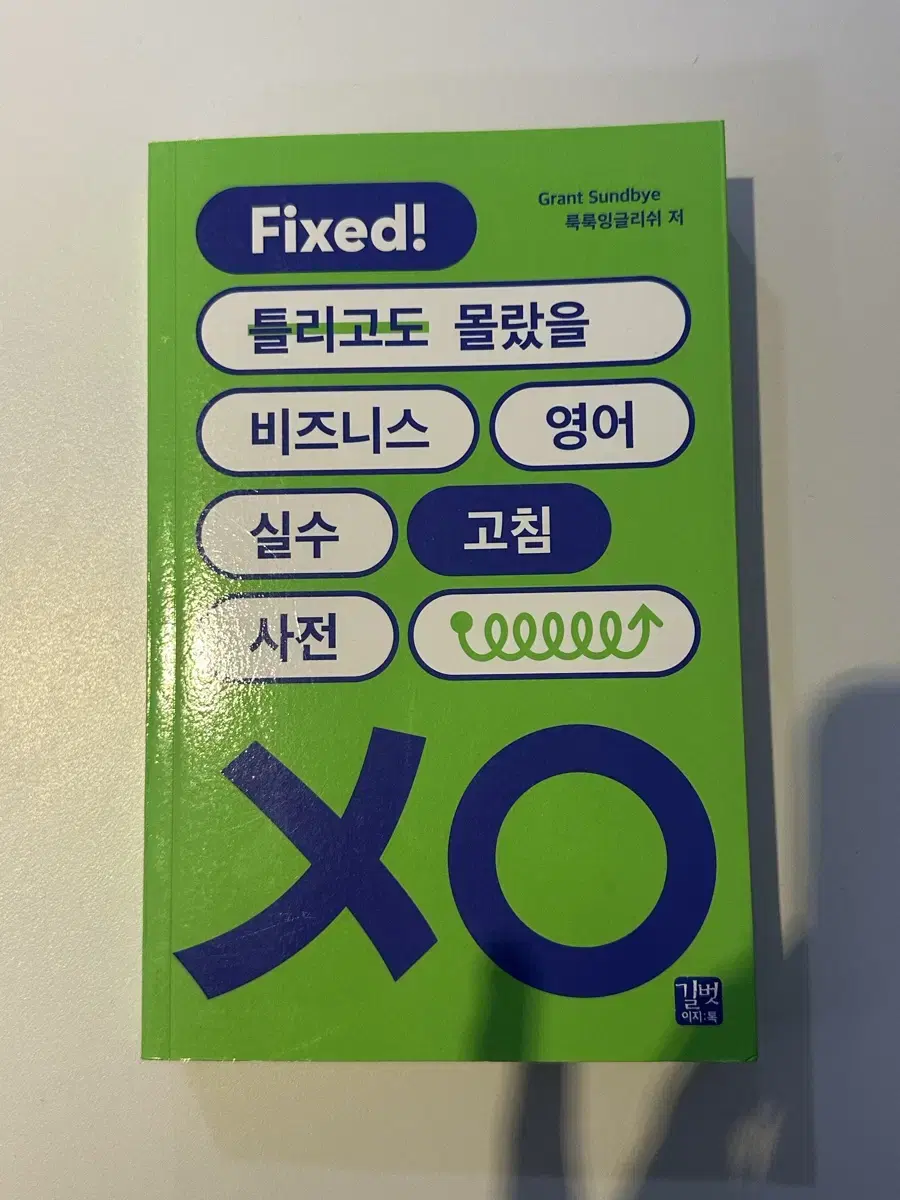 Fixed!
Grant Sundbye
룩룩잉글리쉬 저
틀리고도 몰랐을
비즈니스 영어
실수 고침
사전
XO
길벗
이지:톡